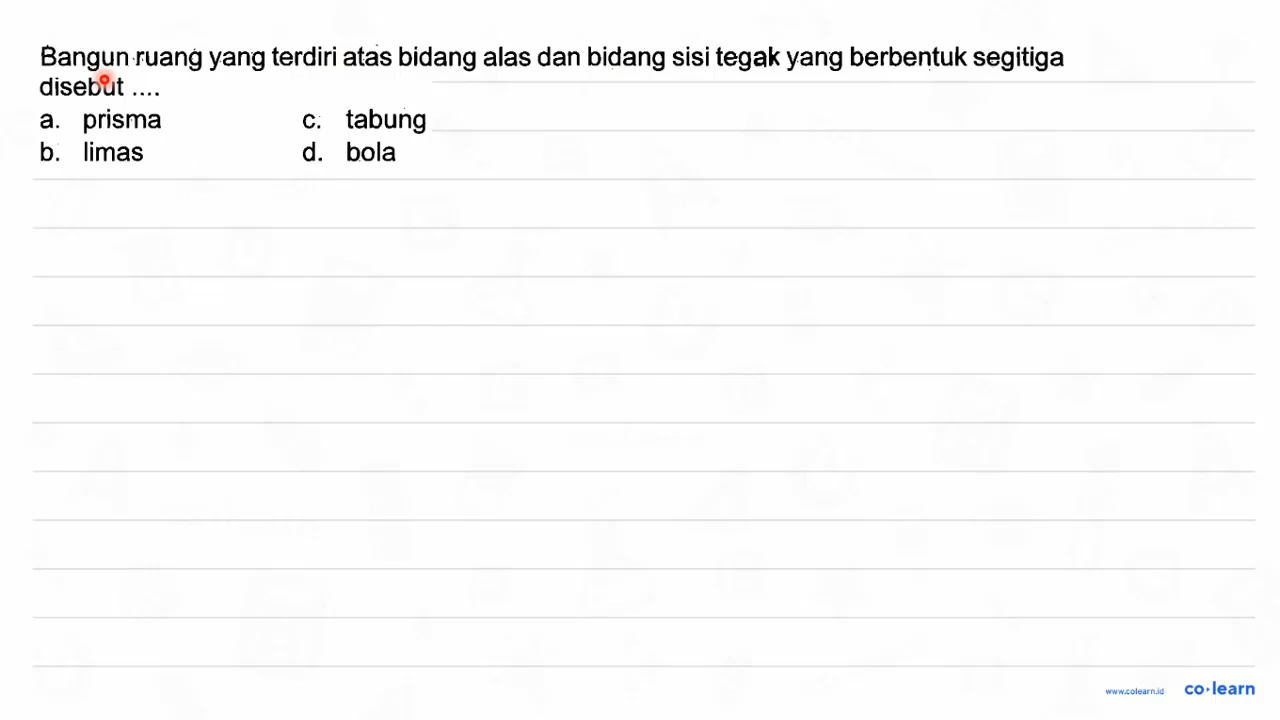 Bangun ruang yang terdiri atas bidang alas dan bidang sisi tegak yang berbentuk segitiga
disebut ....
a. prisma c. tabung
b. limas d. bola
www.colearn.id co·learn